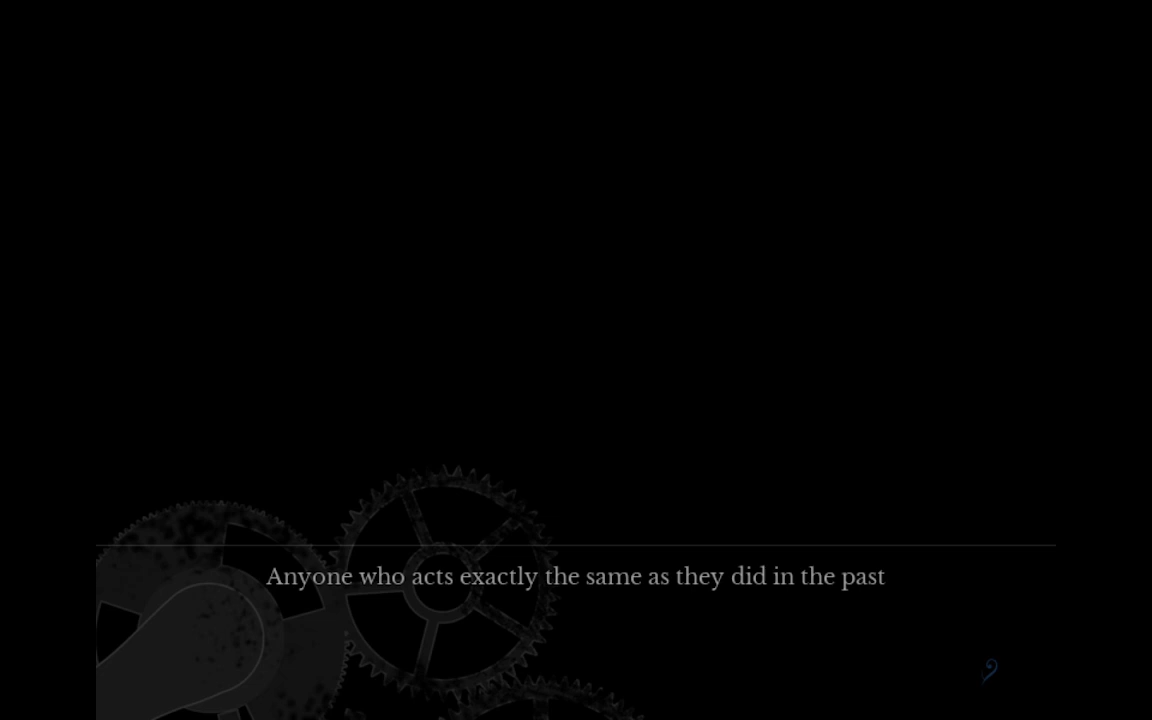 Anyone who acts exactly the same as they did in the past